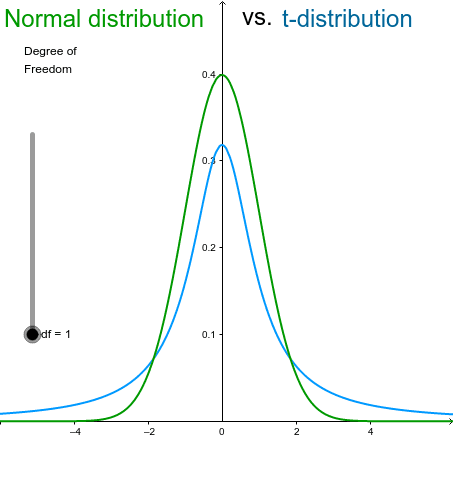 Normal distribution vs. t-distribution
Degree of
Freedom
0.4
0.3
0.2
0.1
df = 1
–4 –2 0 2 4